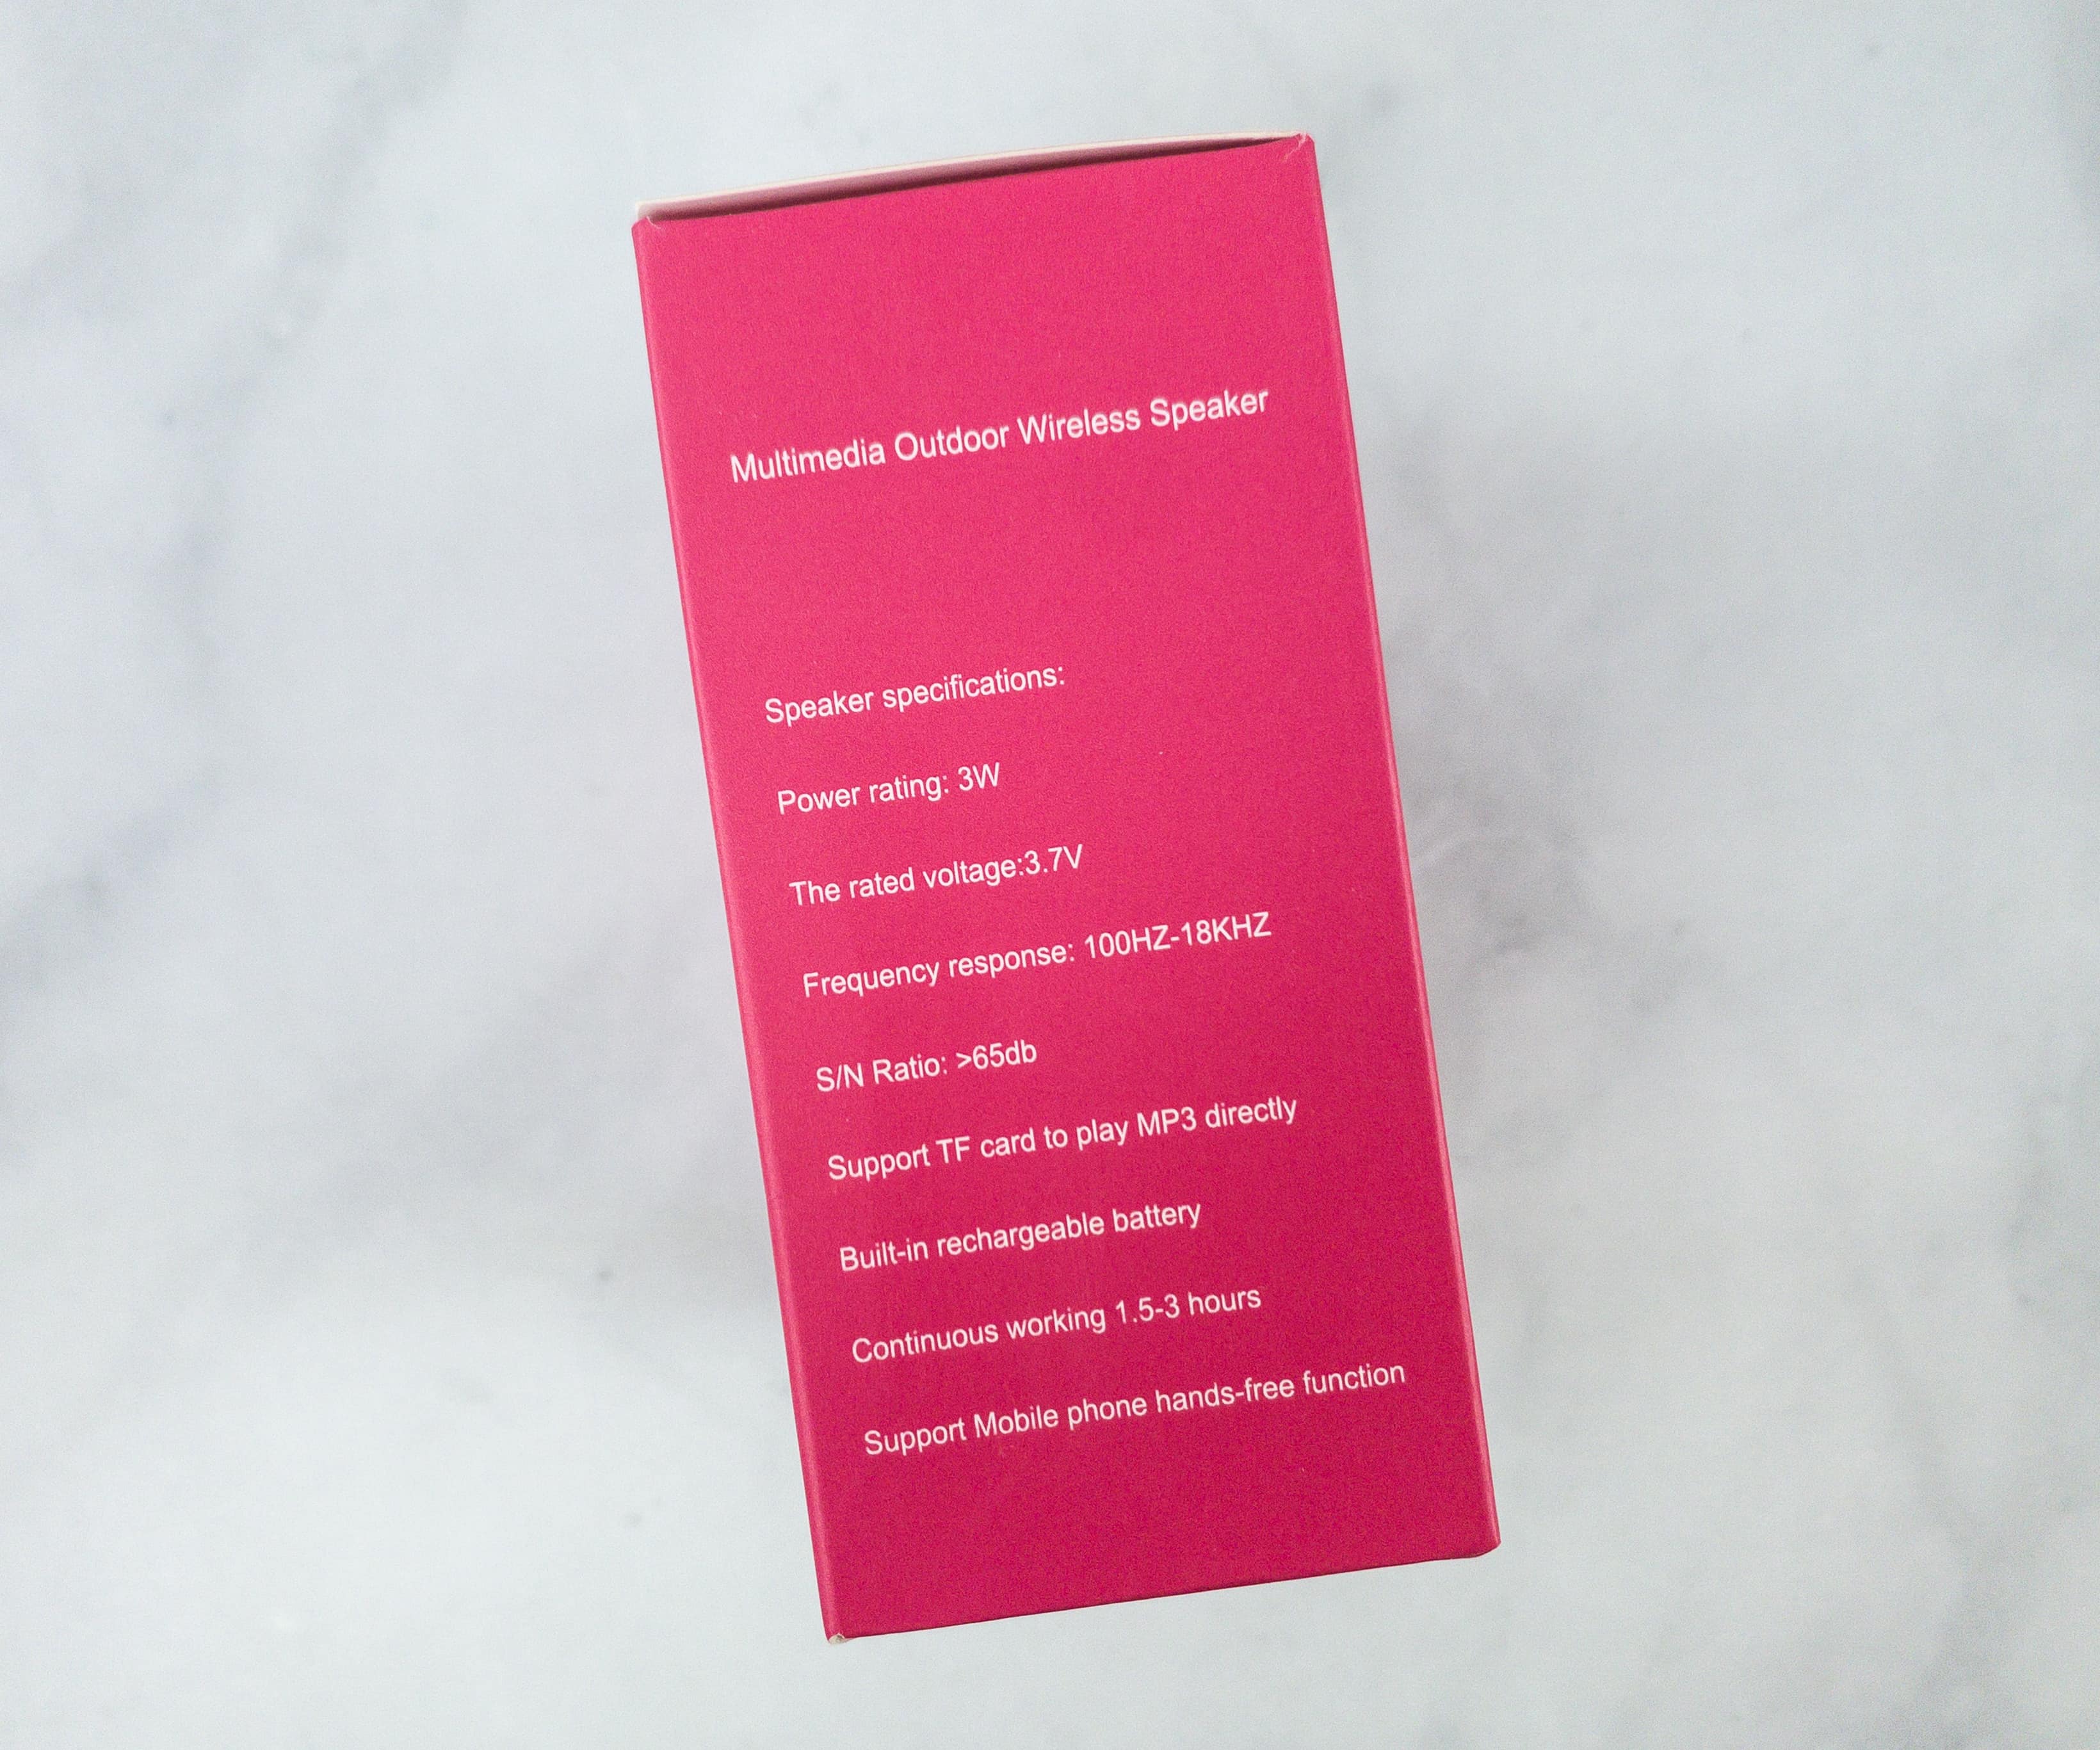 Multimedia Outdoor Wireless Speaker
Speaker specifications:
Power rating: 3W
The rated voltage:3.7V
Frequency response: 100HZ-18KHZ
S/N Ratio: >65db
Support TF card to play MP3 directly
Built-in rechargeable battery
Continuous working 1.5-3 hours
Support Mobile phone hands-free function